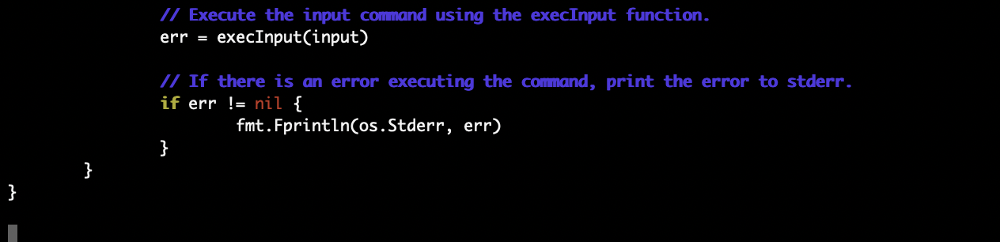 // Execute the input command using the execInput function.
err = execInput(input)
// If there is an error executing the command, print the error to stderr.
if err != nil {
fmt.Fprintln(os.Stderr, err)
}
}
}